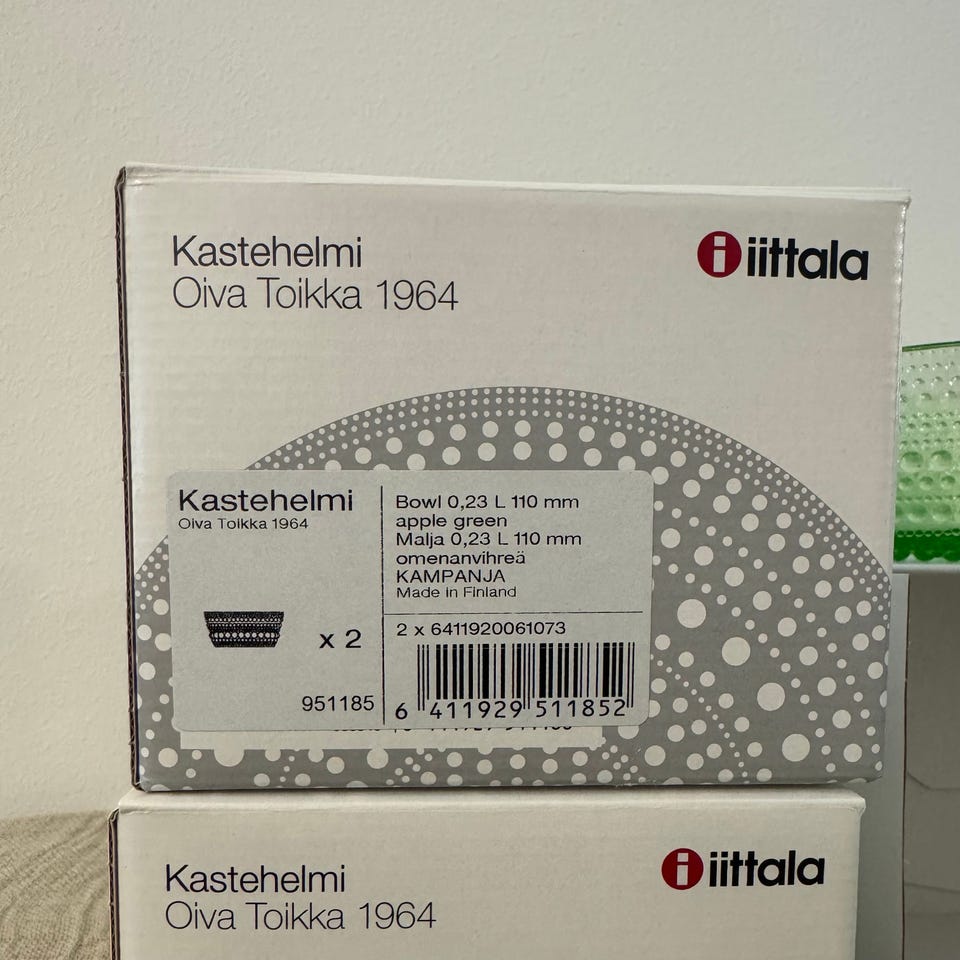 Kastehelmi
Oiva Toikka 1964
i iittala
Kastehelmi
Oiva Toikka 1964
x 2
951185
Bowl 0,23 L 110 mm
apple green
Malja 0,23 L 110 mm
omenanvihreä
KAMPANJA
Made in Finland
2 x 6411920061073
6 411929 511852
Kastehelmi
Oiva Toikka 1964
i iittala